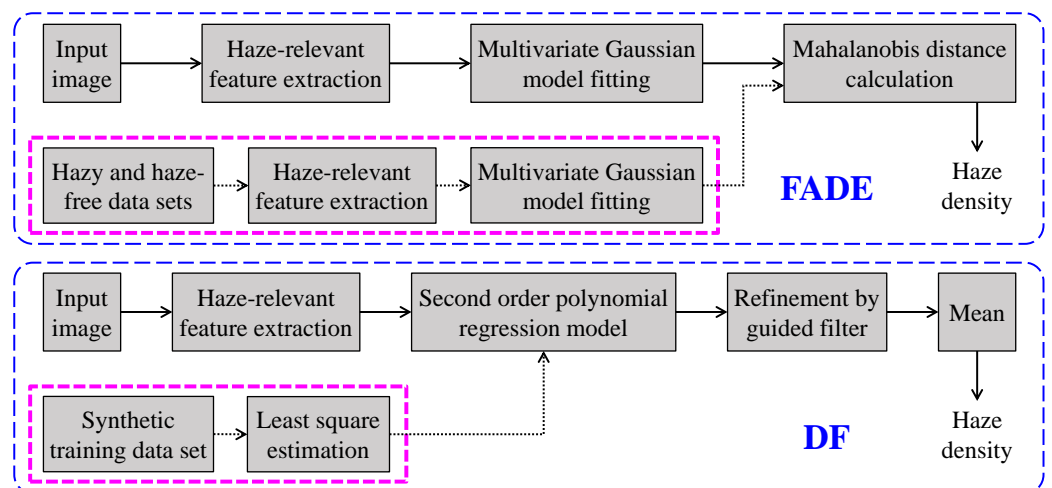 Input
image
Haze-relevant
feature extraction
Multivariate Gaussian
model fitting
Mahalanobis distance
calculation
Hazy and haze-
free data sets
Haze-relevant
feature extraction
Multivariate Gaussian
model fitting
FADE
Haze
density
Input
image
Haze-relevant
feature extraction
Second order polynomial
regression model
Refinement by
guided filter
Mean
Synthetic
training data set
Least square
estimation
DF
Haze
density